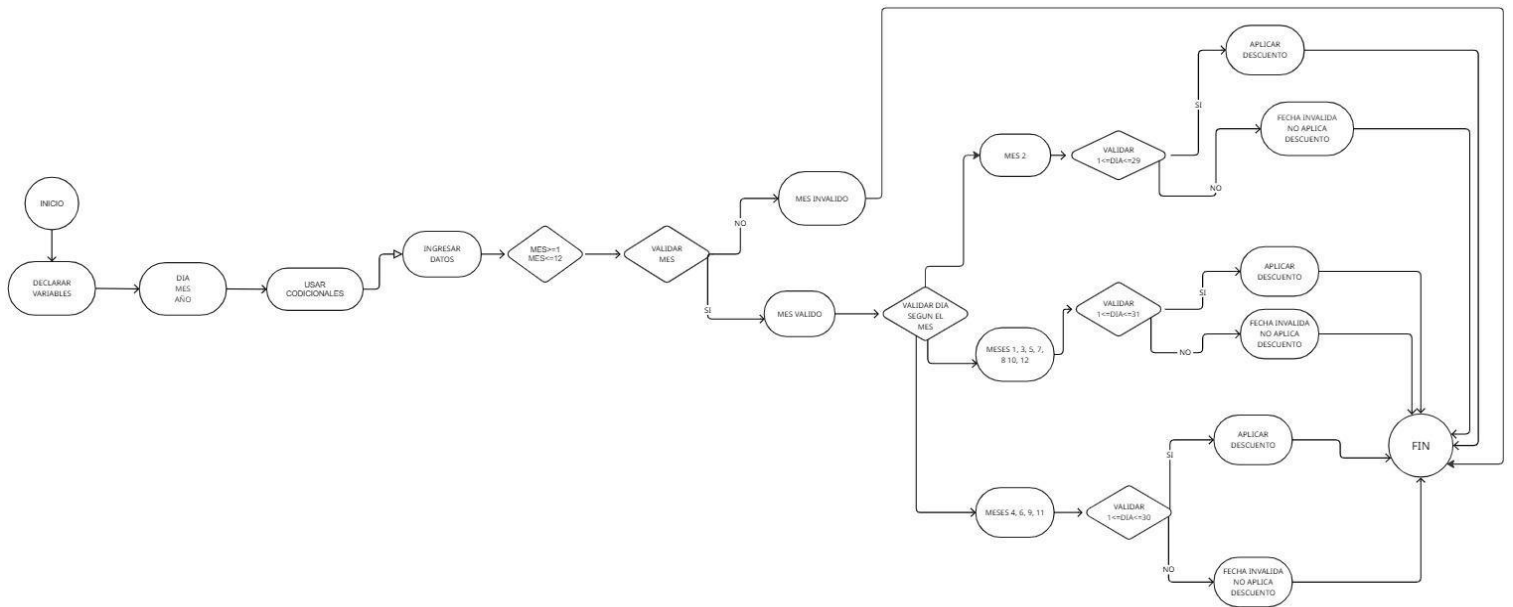 INICIO
DECLARAR
VARIABLES
DIA
MES
AÑO
USAR
CODICIONALES
INGRESAR
DATOS
MES>=1
MES<=12
VALIDAR
MES
NO
SI
MES INVALIDO
MES VALIDO
VALIDAR DIA
SEGUN EL
MES
MES 2
VALIDAR
1<=DIA<=29
SI
APLICAR
DESCUENTO
NO
FECHA INVALIDA
NO APLICA
DESCUENTO
MESES 1, 3, 5, 7,
8 10, 12
VALIDAR
1<=DIA<=31
SI
APLICAR
DESCUENTO
NO
FECHA INVALIDA
NO APLICA
DESCUENTO
MESES 4, 6, 9, 11
VALIDAR
1<=DIA<=30
SI
APLICAR
DESCUENTO
NO
FECHA INVALIDA
NO APLICA
DESCUENTO
FIN